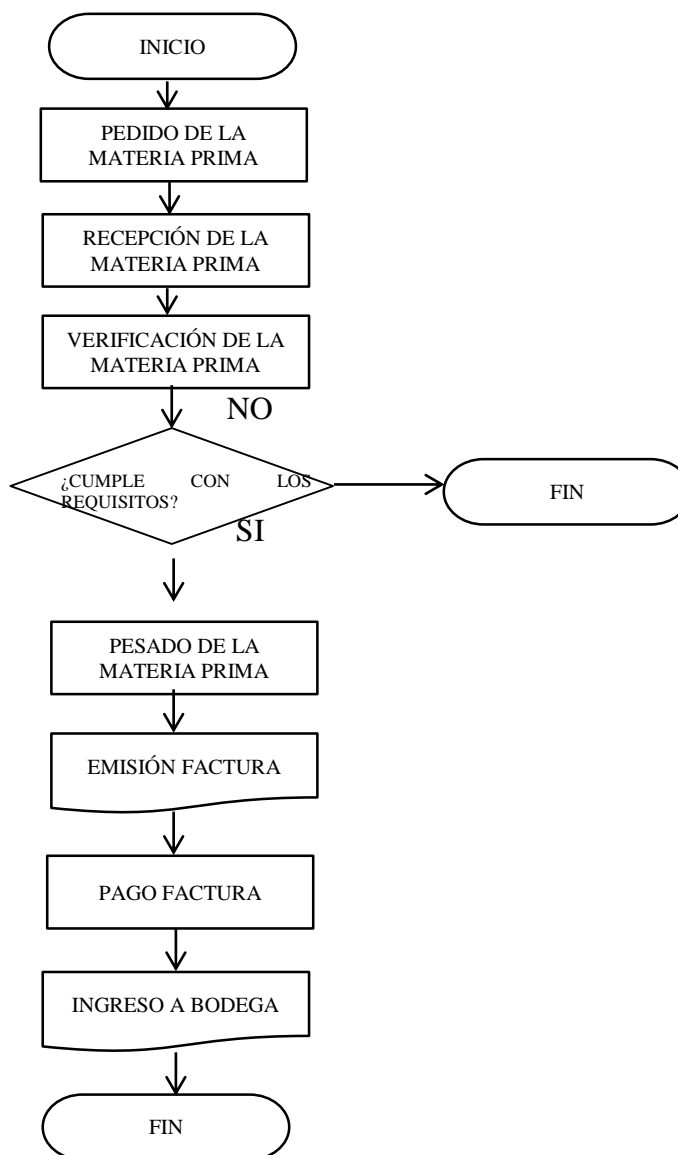 INICIO
PEDIDO DE LA
MATERIA PRIMA
RECEPCIÓN DE LA
MATERIA PRIMA
VERIFICACIÓN DE LA
MATERIA PRIMA
NO
¿CUMPLE CON LOS
REQUISITOS?
FIN
SI
PESADO DE LA
MATERIA PRIMA
EMISIÓN FACTURA
PAGO FACTURA
INGRESO A BODEGA
FIN